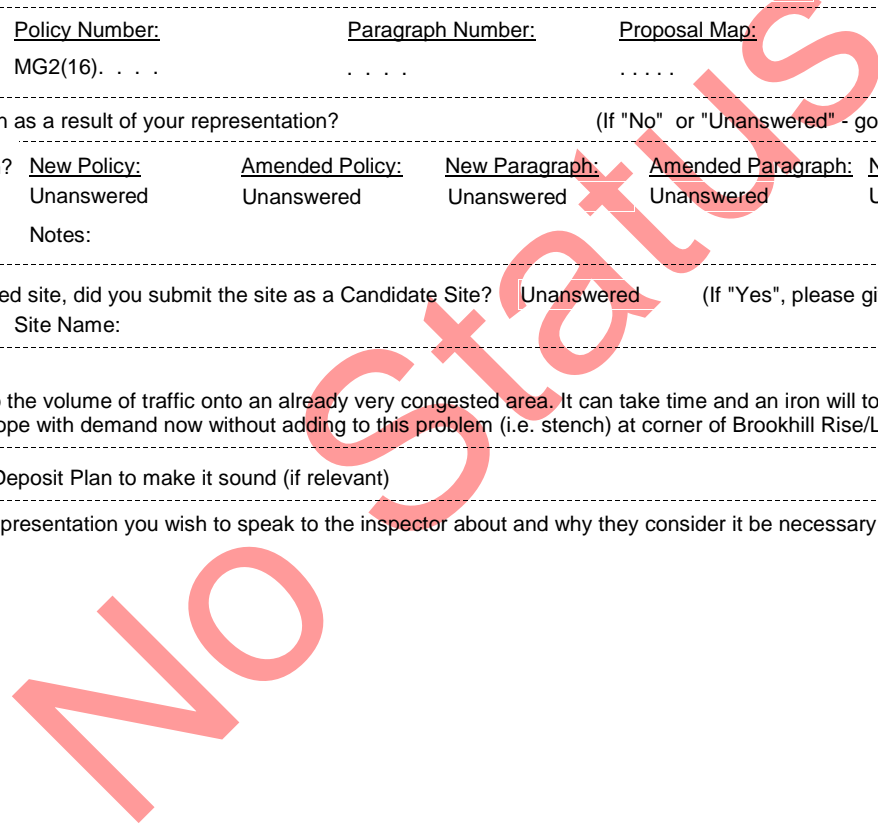 Policy Number: Paragraph Number: Proposal Map:
MG2(16). . . . . . . . . . . . .
n as a result of your representation? (If "No" or "Unanswered" - go
? New Policy: Amended Policy: New Paragraph: Amended Paragraph: N
Unanswered Unanswered Unanswered Unanswered U
Notes:
ed site, did you submit the site as a Candidate Site? Unanswered (If "Yes", please gi
Site Name:
the volume of traffic onto an already very congested area. It can take time and an iron will to
ope with demand now without adding to this problem (i.e. stench) at corner of Brookhill Rise/L
Deposit Plan to make it sound (if relevant)
presentation you wish to speak to the inspector about and why they consider it be necessary
No Status